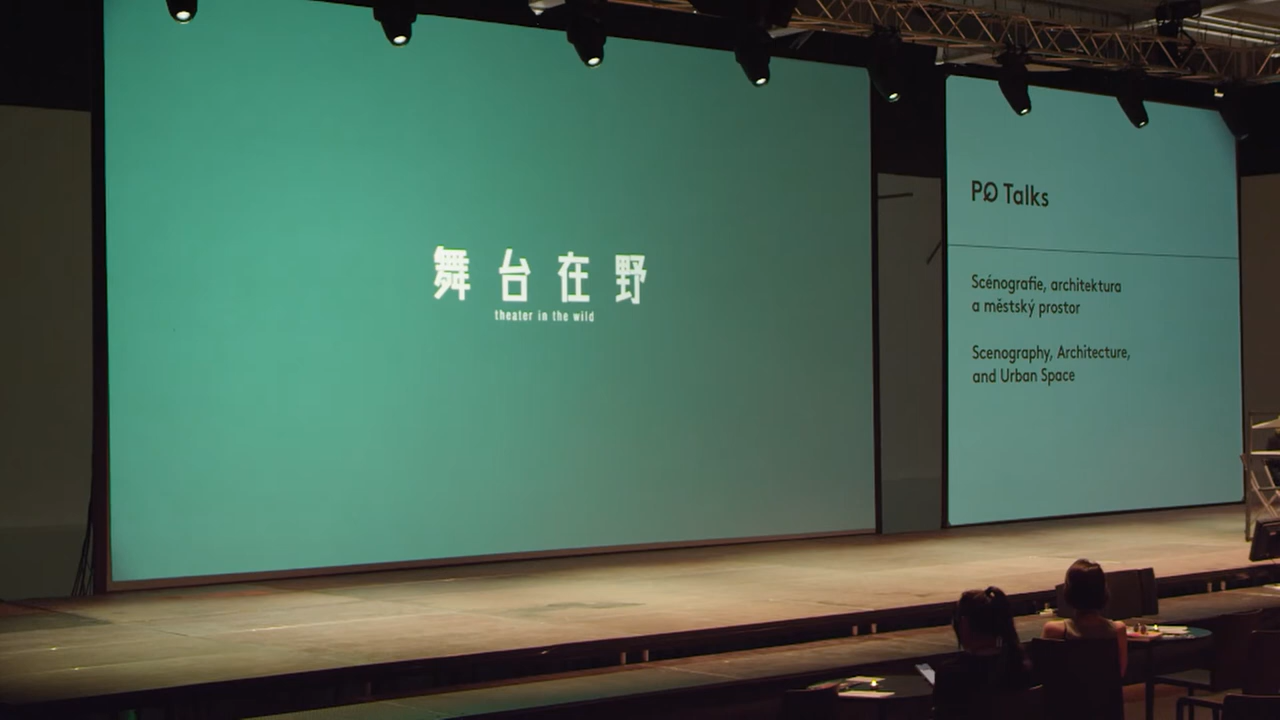 舞台在野
theater in the wild
PQ Talks
Scénografie, architektura
a městský prostor
Scenography, Architecture,
and Urban Space